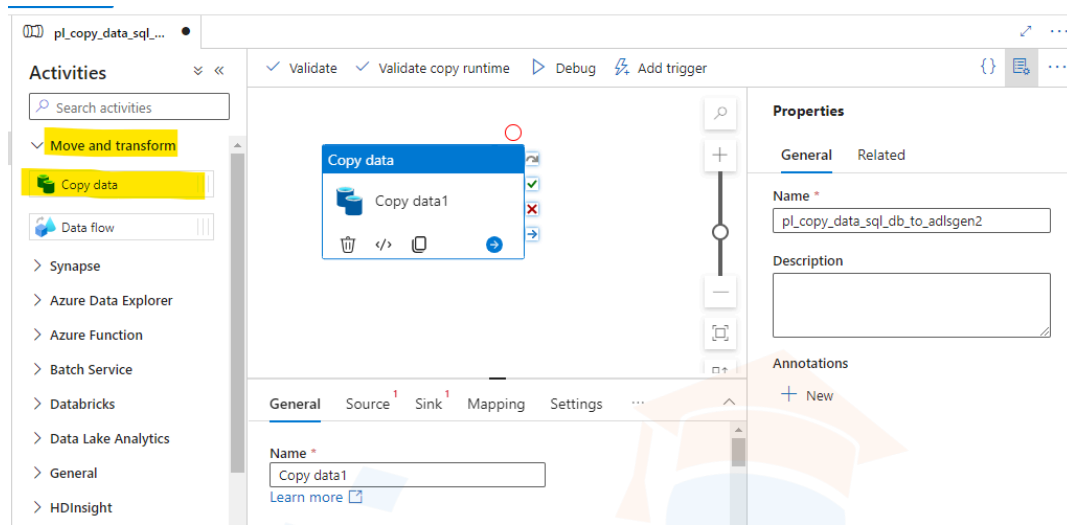 pl_copy_data_sql_...
Activities
Search activities
Move and transform
Copy data
Data flow
Synapse
Azure Data Explorer
Azure Function
Batch Service
Databricks
Data Lake Analytics
General
HDInsight
Validate Validate copy runtime Debug Add trigger
Copy data
Copy data1
General Source 1 Sink 1 Mapping Settings ...
Name *
Copy data1
Learn more
Properties
General Related
Name *
pl_copy_data_sql_db_to_adlsgen2
Description
Annotations
New